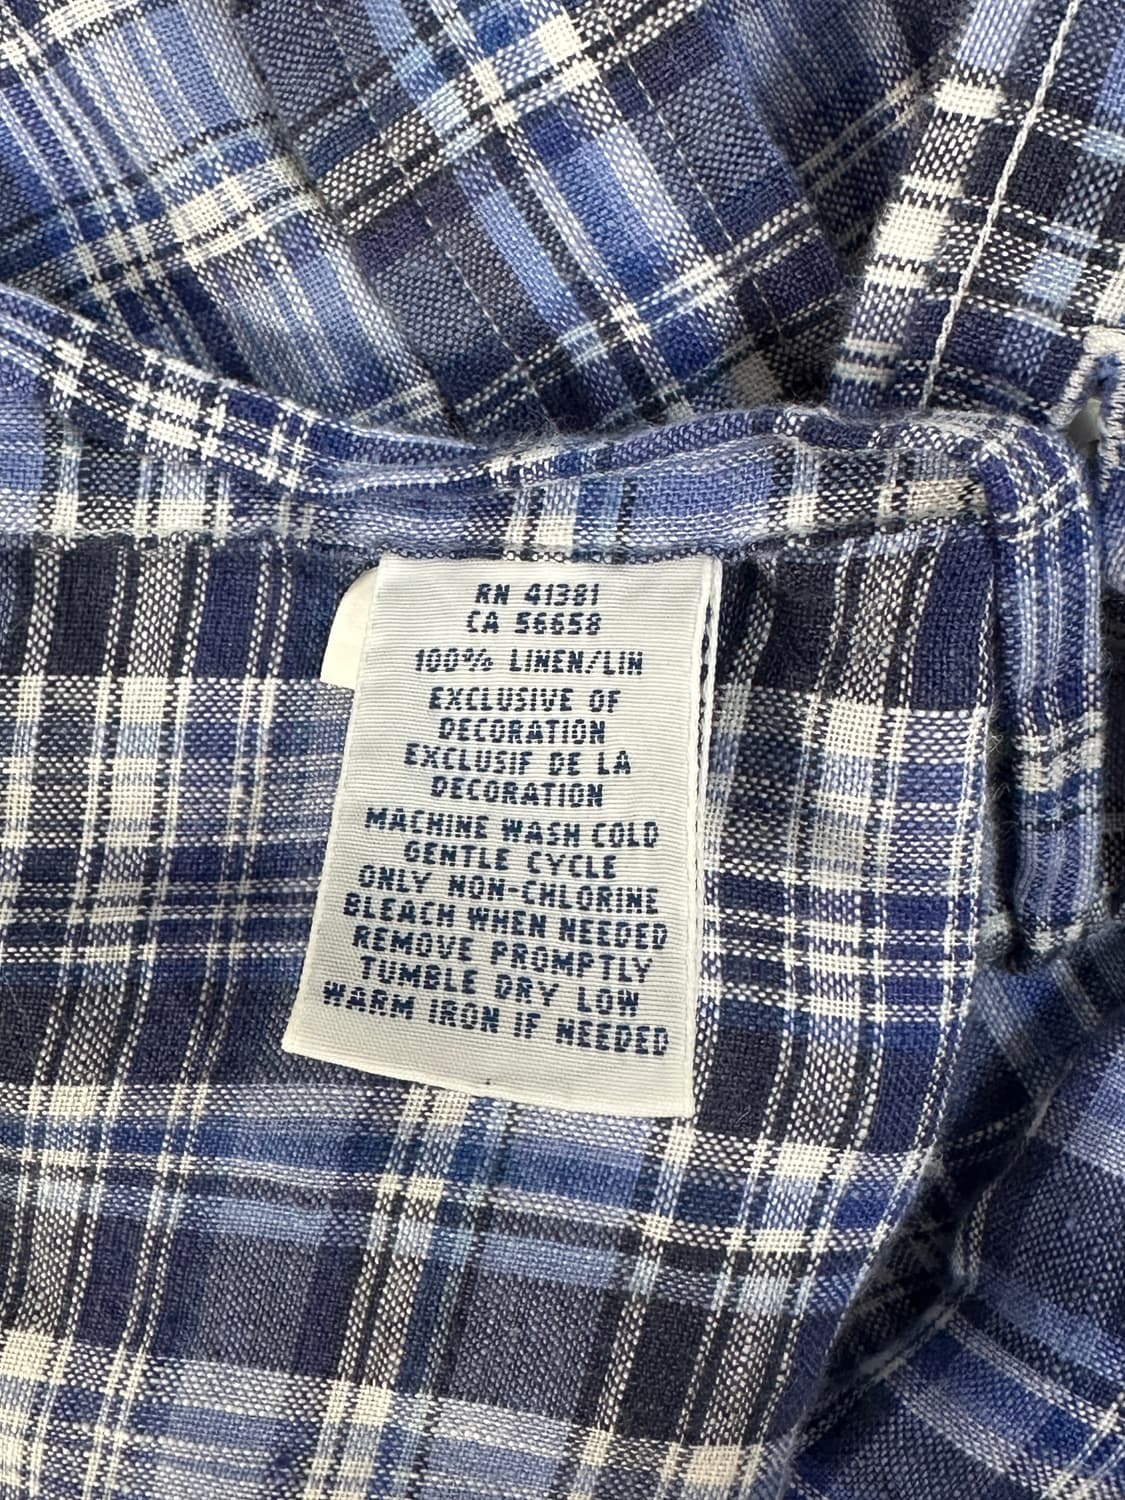 RN 41381
CA 56658
100% LINEN/LIN
EXCLUSIVE OF
DECORATION
EXCLUSIF DE LA
DECORATION
MACHINE WASH COLD
GENTLE CYCLE
ONLY NON-CHLORINE
BLEACH WHEN NEEDED
REMOVE PROMPTLY
TUMBLE DRY LOW
WARM IRON IF NEEDED